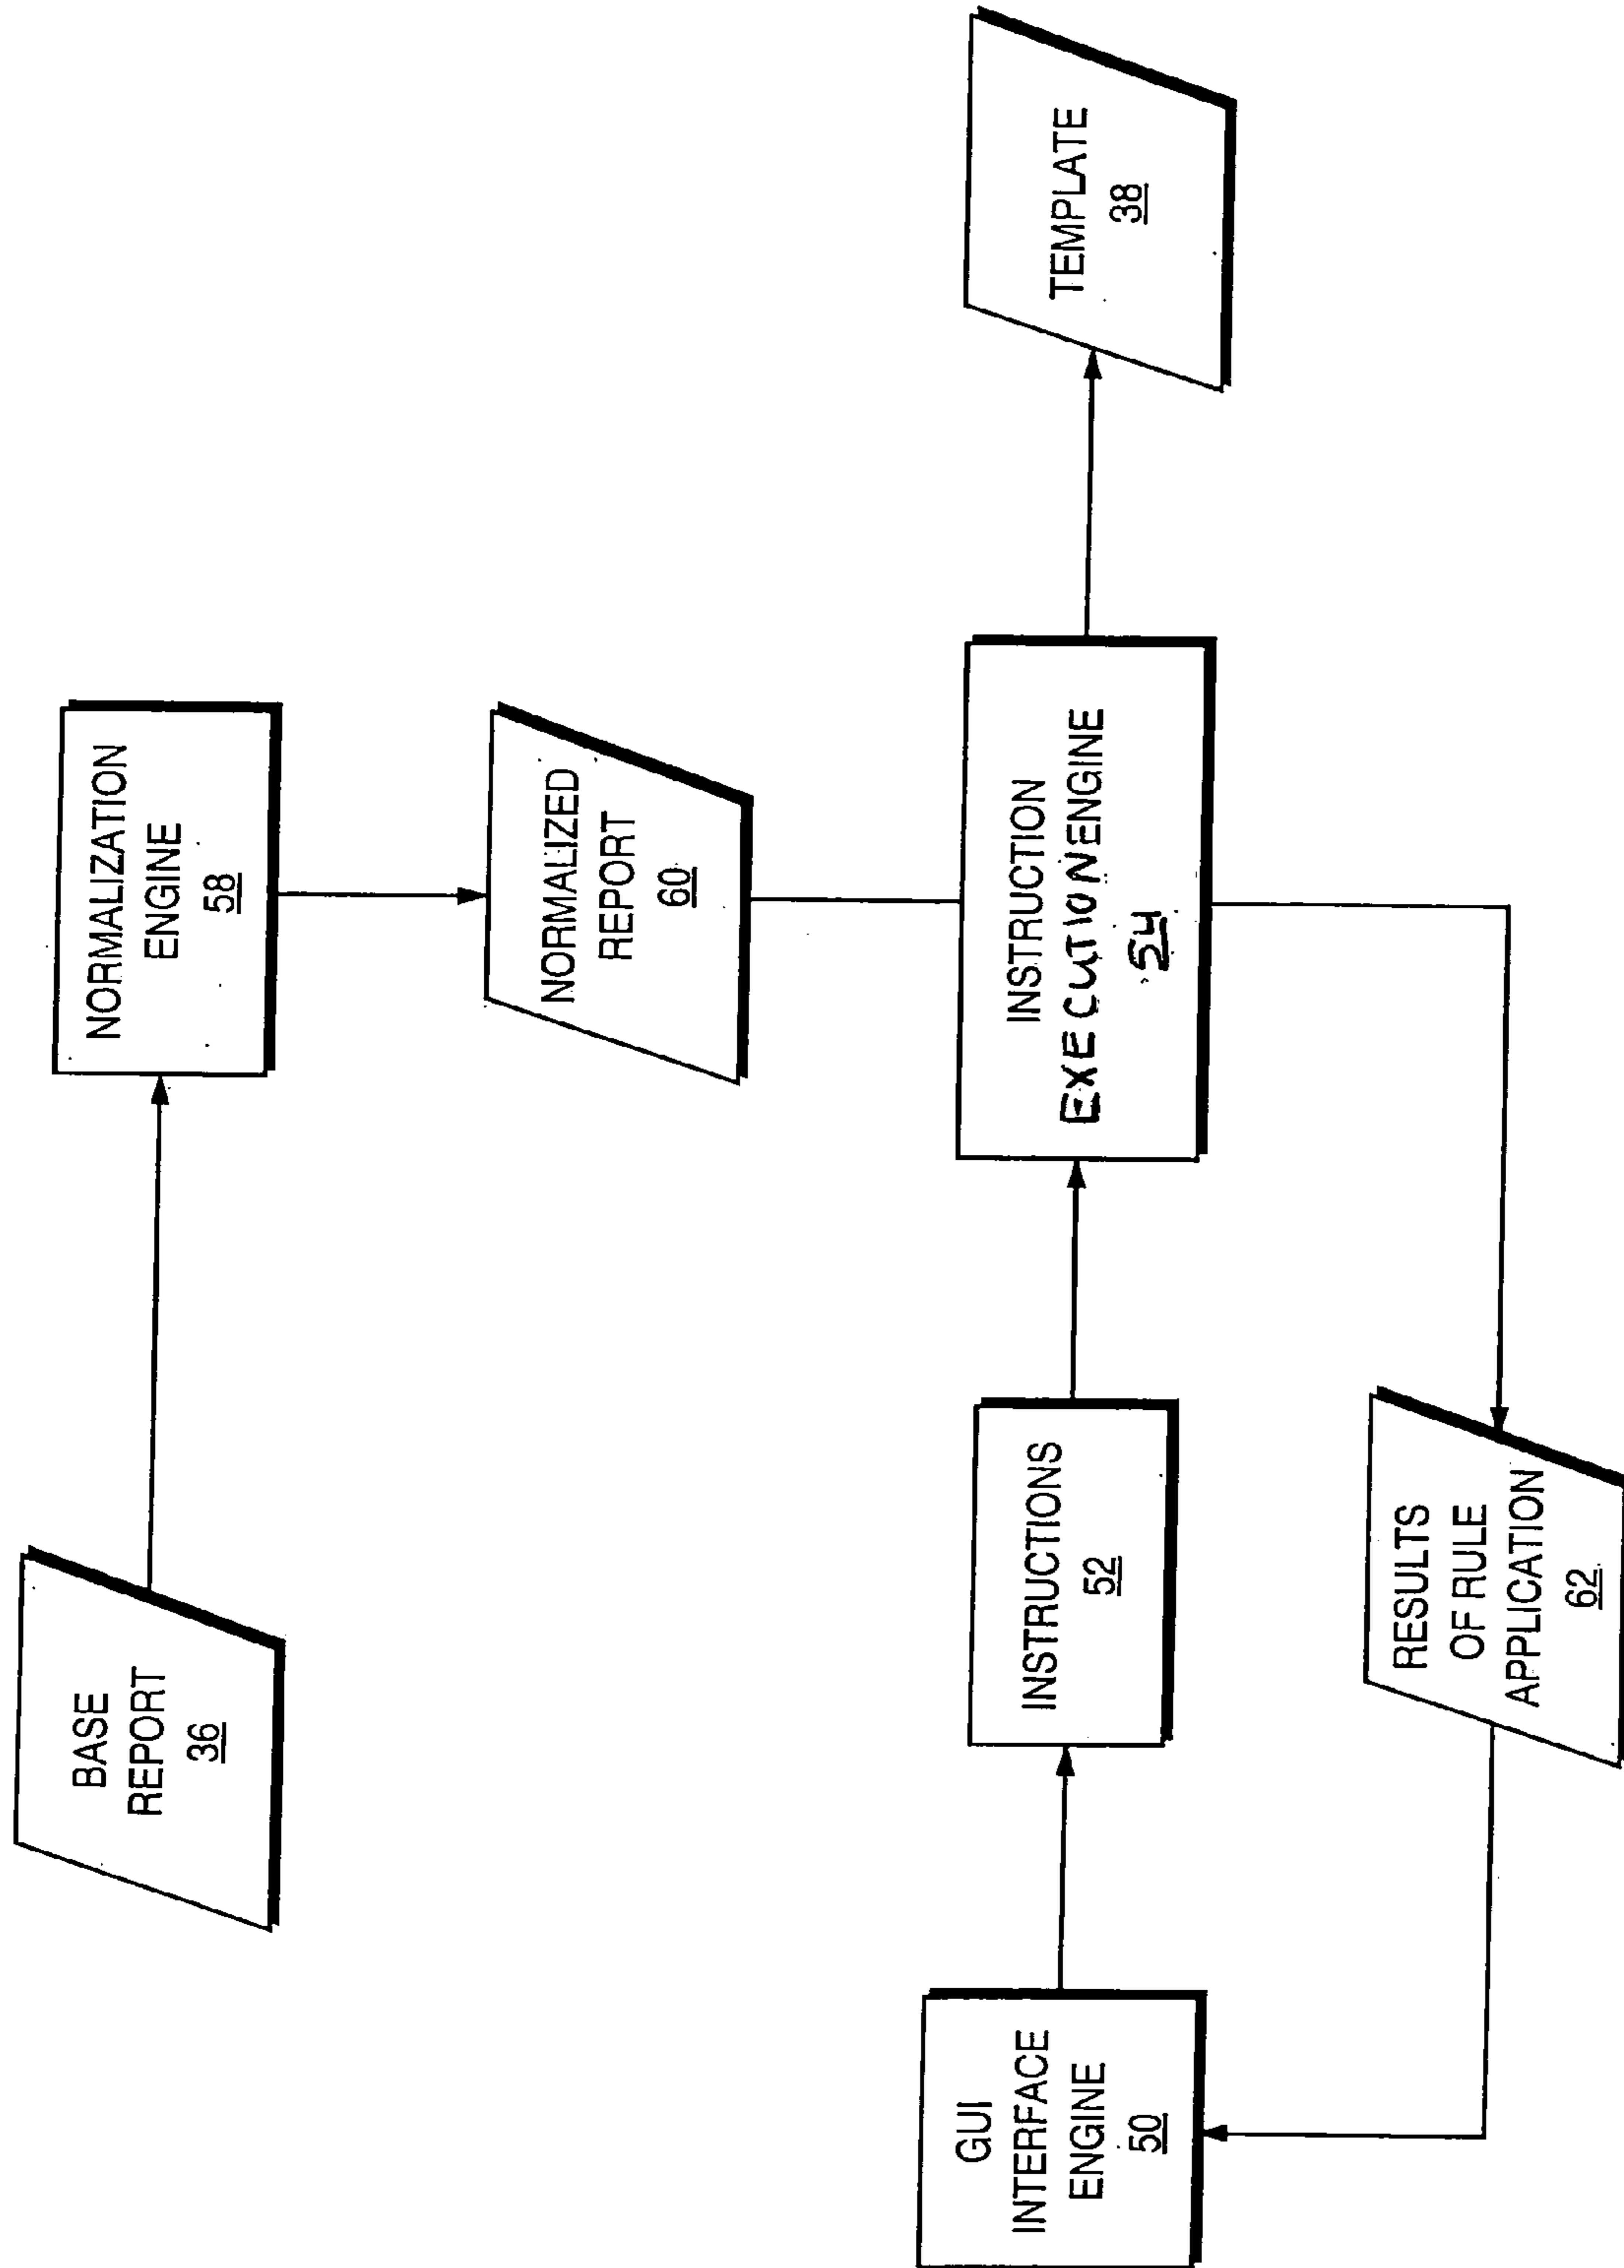 BASE
REPORT
36
NORMALIZATION
ENGINE
58
NORMALIZED
REPORT
60
GUI
INTERFACE
ENGINE
50
INSTRUCTIONS
52
INSTRUCTION
EXECUTION ENGINE
54
TEMPLATE
38
RESULTS
OF RULE
APPLICATION
62